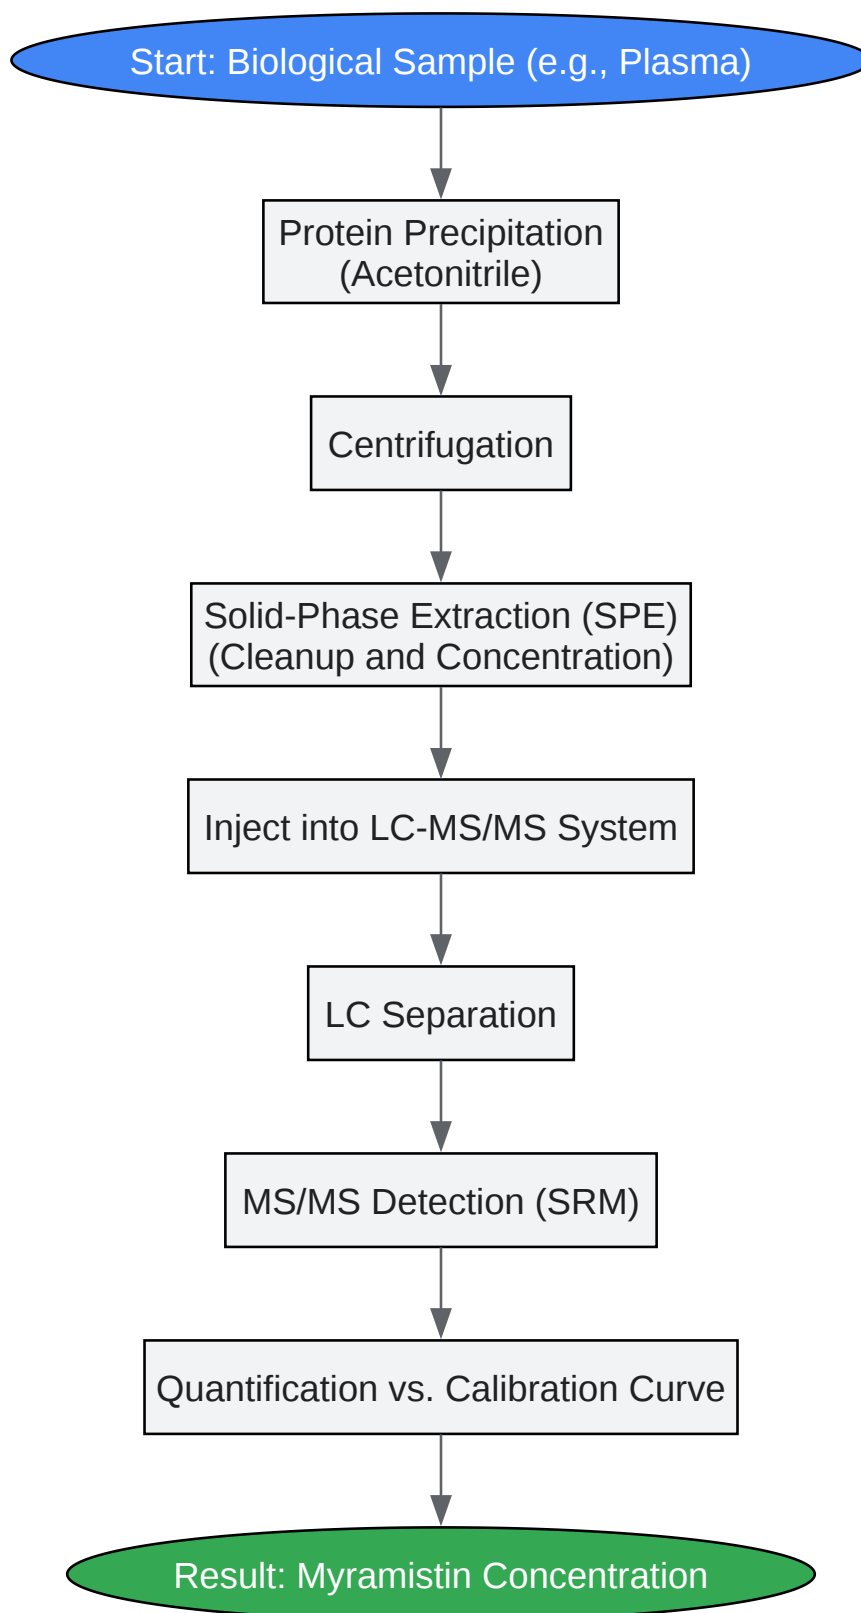 Start: Biological Sample (e.g., Plasma)
Protein Precipitation
(Acetonitrile)
Centrifugation
Solid-Phase Extraction (SPE)
(Cleanup and Concentration)
Inject into LC-MS/MS System
LC Separation
MS/MS Detection (SRM)
Quantification vs. Calibration Curve
Result: Myramistin Concentration